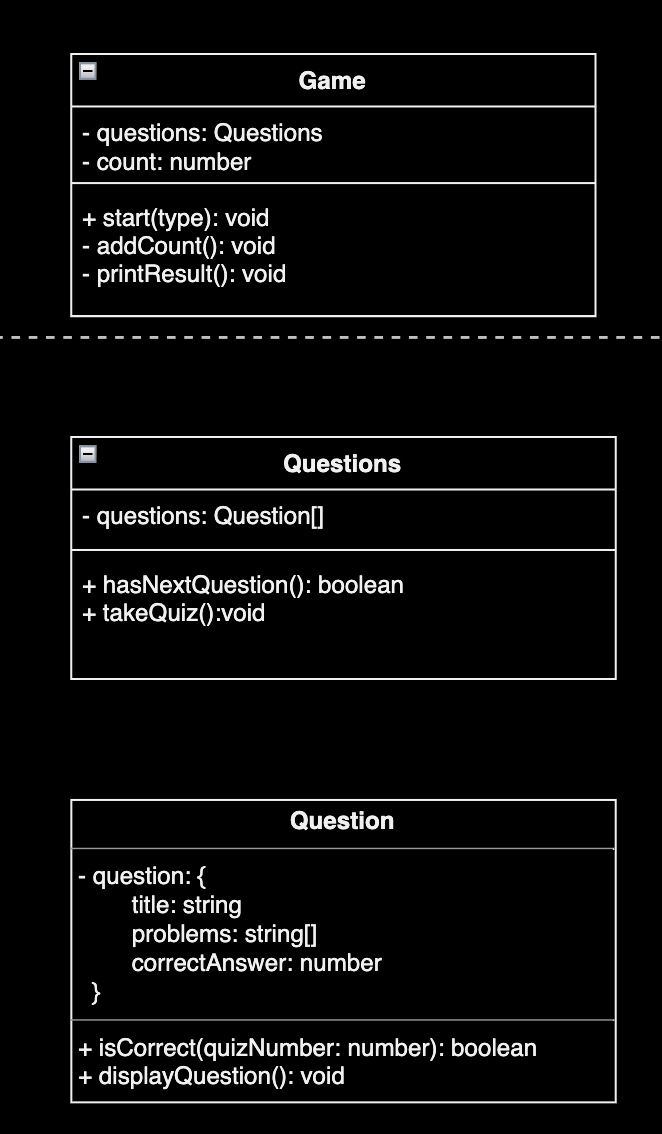 Game
- questions: Questions
- count: number
+ start(type): void
- addCount(): void
- printResult(): void
Questions
- questions: Question[]
+ hasNextQuestion(): boolean
+ takeQuiz():void
Question
- question: {
title: string
problems: string[]
correctAnswer: number
}
+ isCorrect(quizNumber: number): boolean
+ displayQuestion(): void